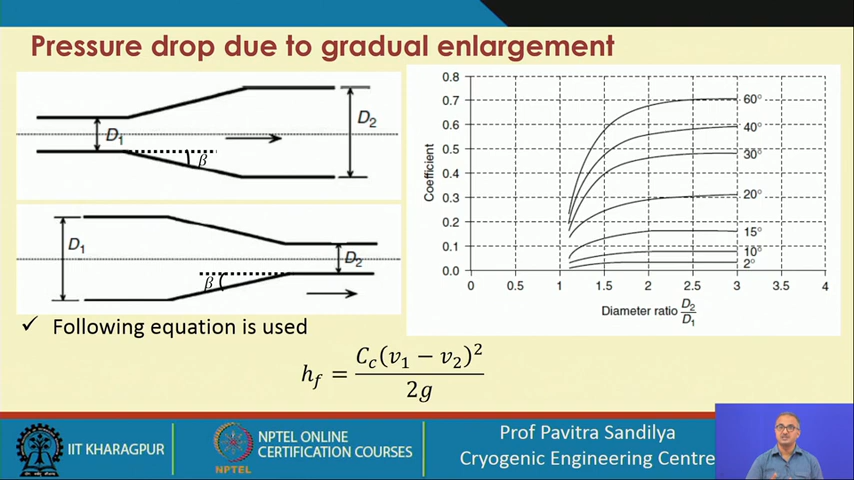 Pressure drop due to gradual enlargement
D1
β
D2
D1
β
D2
Coefficient
0.8
0.7
0.6
0.5
0.4
0.3
0.2
0.1
0.0
60°
40°
30°
20°
15°
10°
2°
0 0.5 1 1.5 2 2.5 3 3.5 4
Diameter ratio D2/D1
✓ Following equation is used
h_f = C_c(v_1 − v_2)^2 / 2g
IIT KHARAGPUR
NPTEL
NPTEL ONLINE
CERTIFICATION COURSES
Prof Pavitra Sandilya
Cryogenic Engineering Centre